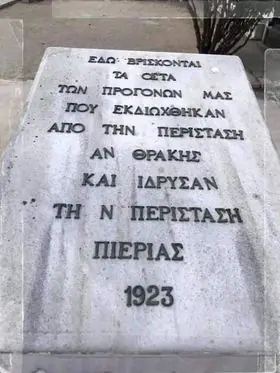 ΕΔΩ ΒΡΙΣΚΟΝΤΑΙ
ΤΑ ΟΣΤΑ
ΤΩΝ ΠΡΟΓΟΝΩΝ ΜΑΣ
ΠΟΥ ΕΚΔΙΩΧΘΗΚΑΝ
ΑΠΟ ΤΗΝ ΠΕΡΙΣΤΑΣΗ
ΑΝ ΘΡΑΚΗΣ
ΚΑΙ ΙΔΡΥΣΑΝ
ΤΗ Ν ΠΕΡΙΣΤΑΣΗ
ΠΙΕΡΙΑΣ
1923